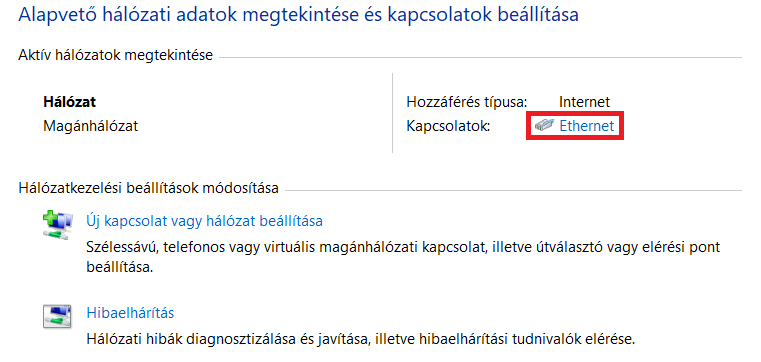 Alapvető hálózati adatok megtekintése és kapcsolatok beállítása
Aktív hálózatok megtekintése
Hálózat
Magánhálózat
Hozzáférés típusa: Internet
Kapcsolatok: Ethernet
Hálózatkezelési beállítások módosítása
Új kapcsolat vagy hálózat beállítása
Szélessávú, telefonos vagy virtuális magánhálózati kapcsolat, illetve útválasztó vagy elérési pont
beállítása.
Hibaelhárítás
Hálózati hibák diagnosztizálása és javítása, illetve hibaelhárítási tudnivalók elérése.